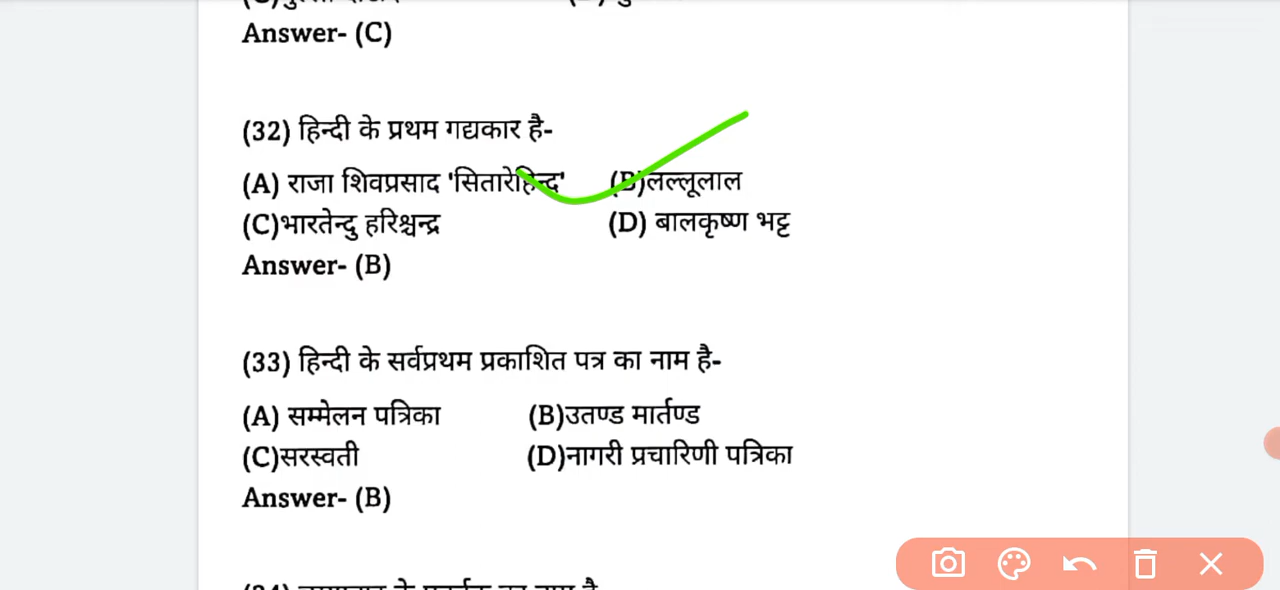 Answer- (C)
(32) हिन्दी के प्रथम गद्यकार है-
(A) राजा शिवप्रसाद 'सितारेहिन्द' (B)लल्लूलाल
(C)भारतेन्दु हरिश्चन्द्र (D) बालकृष्ण भट्ट
Answer- (B)
(33) हिन्दी के सर्वप्रथम प्रकाशित पत्र का नाम है-
(A) सम्मेलन पत्रिका (B)उतण्ड मार्तण्ड
(C)सरस्वती (D)नागरी प्रचारिणी पत्रिका
Answer- (B)